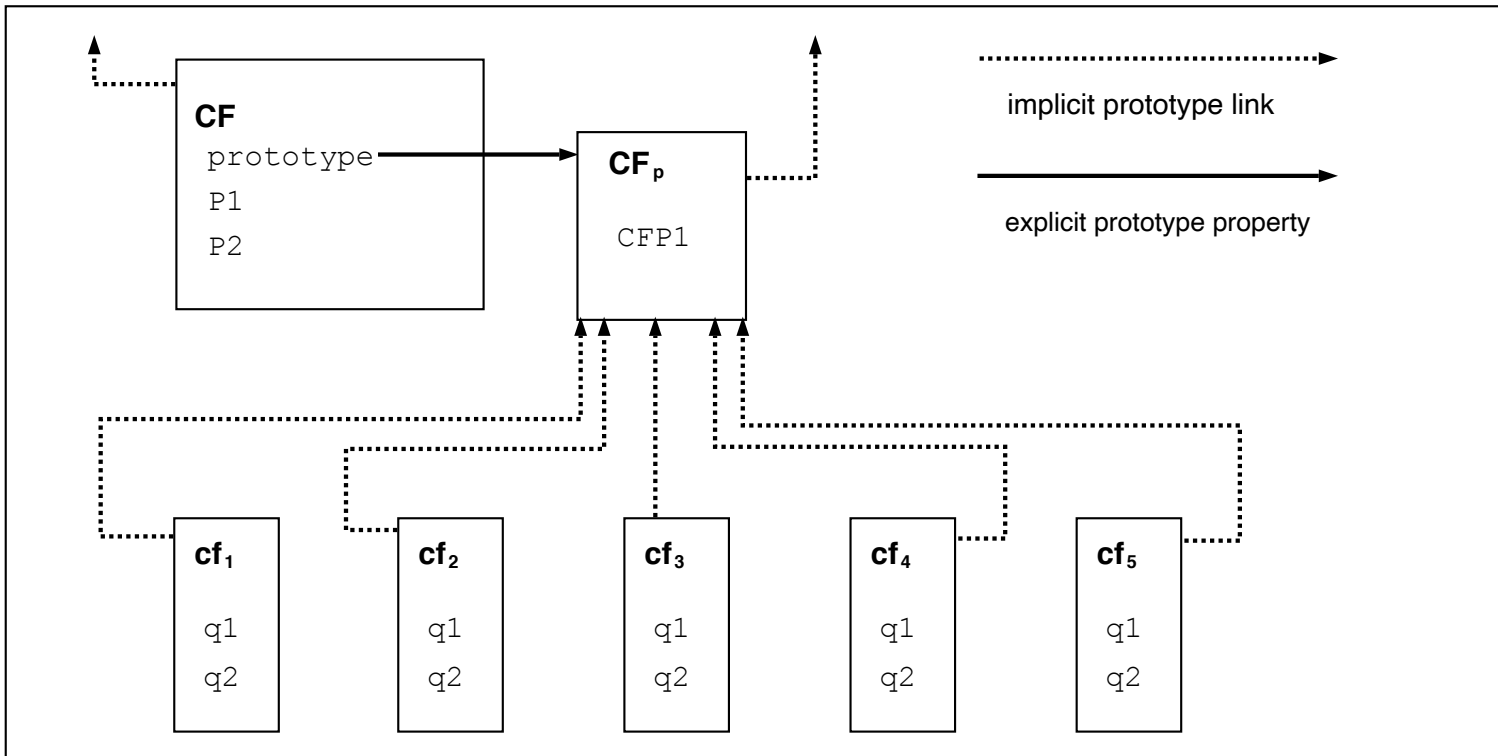 CF
prototype
P1
P2
CFp
CFP1
implicit prototype link
explicit prototype property
cf1
q1
q2
cf2
q1
q2
cf3
q1
q2
cf4
q1
q2
cf5
q1
q2